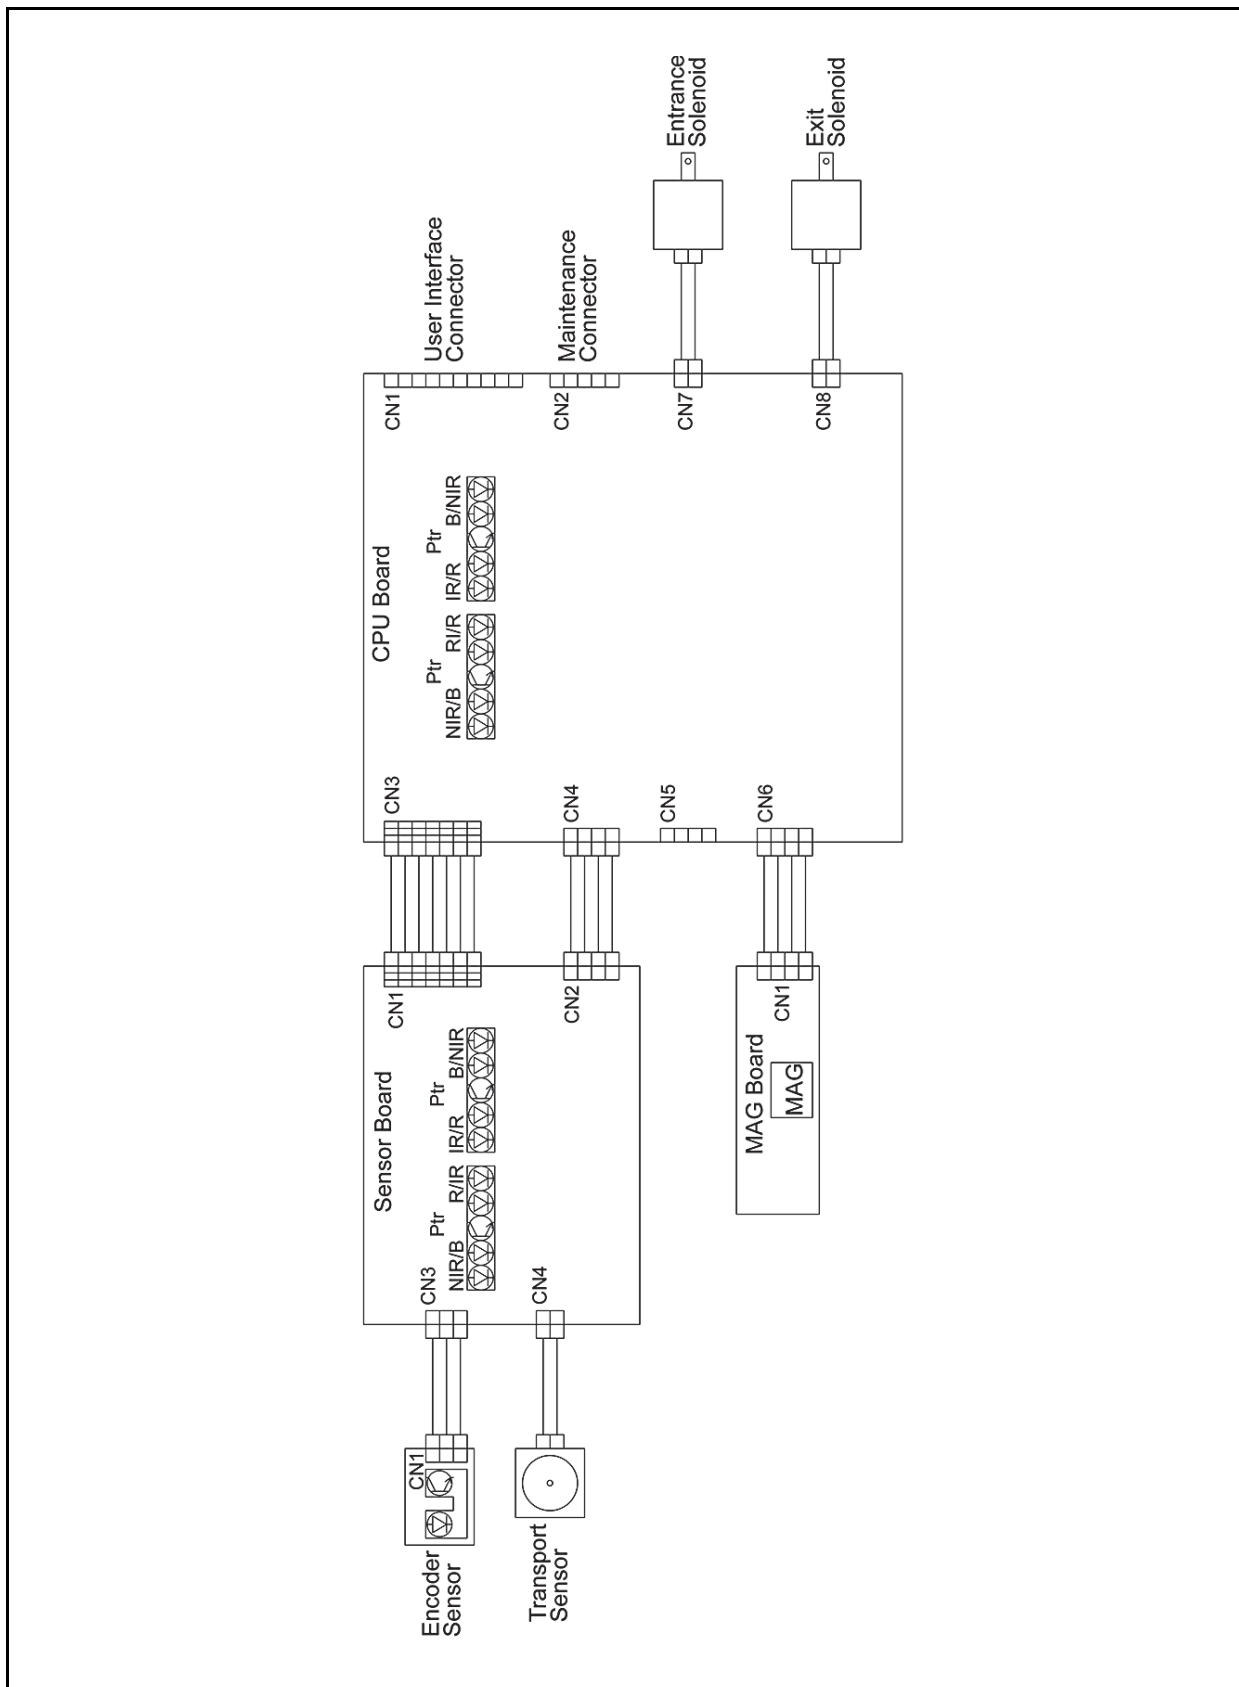 Entrance
Solenoid
Exit
Solenoid
User Interface
Connector
Maintenance
Connector
CN1
CN2
CN7
CN8
CPU Board
NIR/B
Ptr
RI/R
IR/R
Ptr
B/NIR
CN3
CN4
CN5
CN6
CN1
CN2
Sensor Board
NIR/B
Ptr
R/IR
IR/R
Ptr
B/NIR
CN3
CN4
MAG Board
MAG
CN1
CN1
Encoder
Sensor
Transport
Sensor